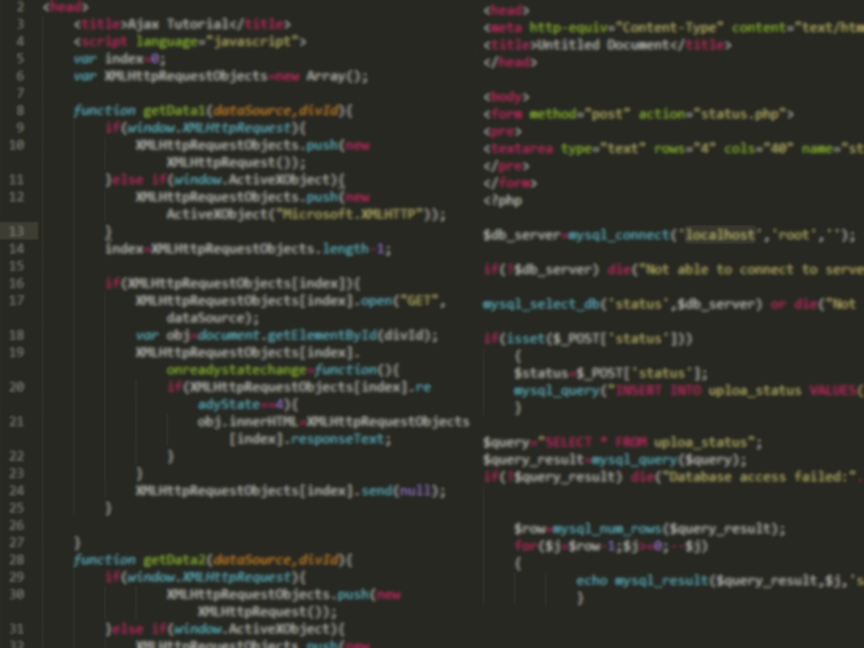 2 <head>
3 <title>Ajax Tutorial</title>
4 <script language="javascript">
5 var index=0;
6 var XMLHttpRequestObjects=new Array();
7
8 function getData1(dataSource,divId){
9 if(window.XMLHttpRequest){
10 XMLHttpRequestObjects.push(new
XMLHttpRequest());
11 }else if(window.ActiveXObject){
12 XMLHttpRequestObjects.push(new
ActiveXObject("Microsoft.XMLHTTP"));
13 }
14 index=XMLHttpRequestObjects.length-1;
15
16 if(XMLHttpRequestObjects[index]){
17 XMLHttpRequestObjects[index].open("GET",
dataSource);
18 var obj=document.getElementById(divId);
19 XMLHttpRequestObjects[index].
onreadystatechange=function(){
20 if(XMLHttpRequestObjects[index].re
adyState==4){
21 obj.innerHTML=XMLHttpRequestObjects
[index].responseText;
22 }
23 }
24 XMLHttpRequestObjects[index].send(null);
25 }
26
27 }
28 function getData2(dataSource,divId){
29 if(window.XMLHttpRequest){
30 XMLHttpRequestObjects.push(new
XMLHttpRequest());
31 }else if(window.ActiveXObject){
32 XMLHttpRequestObjects.push(new
<head>
<meta http-equiv="Content-Type" content="text/htm
<title>Untitled Document</title>
</head>
<body>
<form method="post" action="status.php">
<pre>
<textarea type="text" rows="4" cols="40" name="st
</pre>
</form>
<?php
$db_server=mysql_connect('localhost','root','');
if(!$db_server) die("Not able to connect to serve
mysql_select_db('status',$db_server) or die("Not
if(isset($_POST['status']))
{
$status=$_POST['status'];
mysql_query("INSERT INTO uploa_status VALUES(
}
$query="SELECT * FROM uploa_status";
$query_result=mysql_query($query);
if(!$query_result) die("Database access failed:".
$row=mysql_num_rows($query_result);
for($j=$row-1;$j>=0;--$j)
{
echo mysql_result($query_result,$j,'s
}